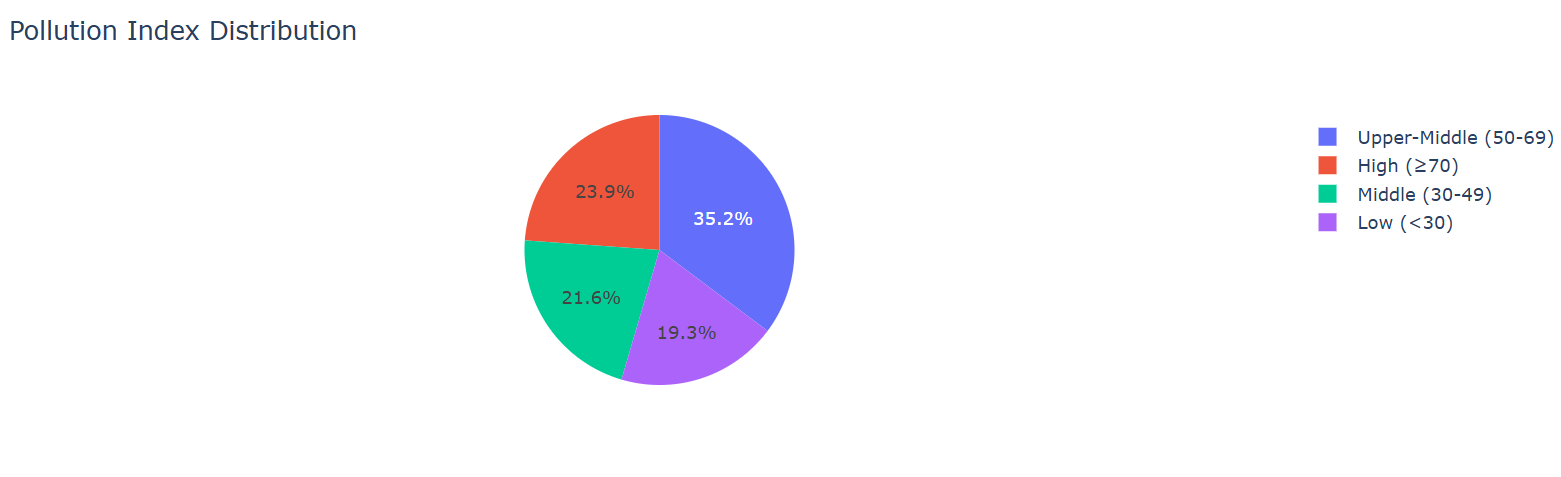 Pollution Index Distribution
23.9%
35.2%
21.6%
19.3%
Upper-Middle (50-69)
High (≥70)
Middle (30-49)
Low (<30)